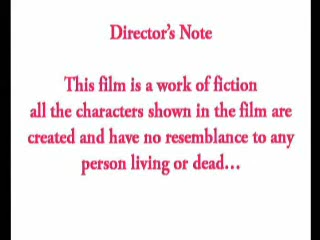 Director's Note
This film is a work of fiction
all the characters shown in the film are
created and have no resemblance to any
person living or dead...